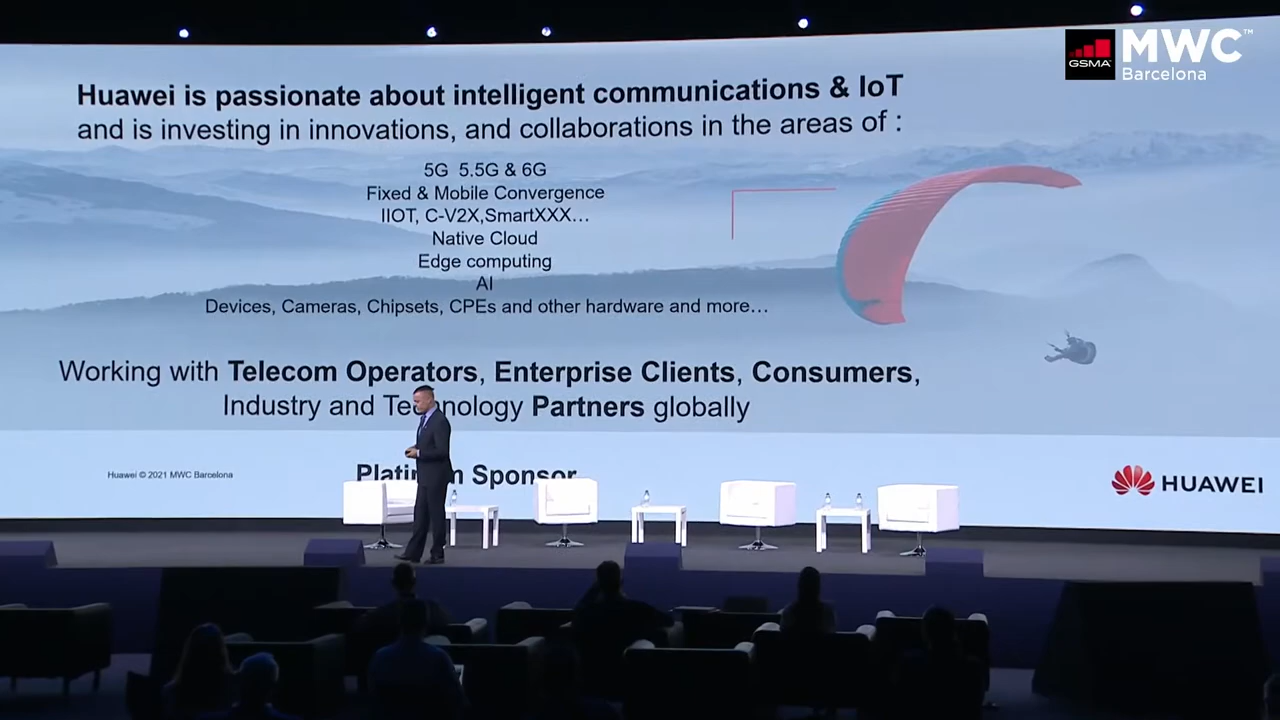 GSMA
MWC™
Barcelona
Huawei is passionate about intelligent communications & IoT
and is investing in innovations, and collaborations in the areas of :
5G 5.5G & 6G
Fixed & Mobile Convergence
IIOT, C-V2X,SmartXXX...
Native Cloud
Edge computing
AI
Devices, Cameras, Chipsets, CPEs and other hardware and more...
Working with Telecom Operators, Enterprise Clients, Consumers,
Industry and Technology Partners globally
Huawei © 2021 MWC Barcelona
Platinum Sponsor
HUAWEI